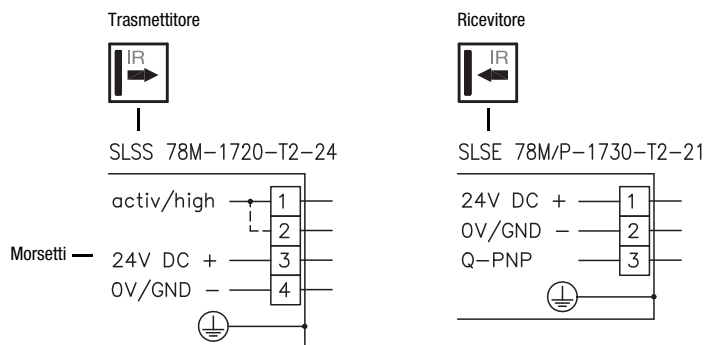 Trasmettitore
IR
SLSS 78M-1720-T2-24
activ/high 1
2
Morsetti 24V DC + 3
0V/GND - 4
Ricevitore
IR
SLSE 78M/P-1730-T2-21
24V DC + 1
0V/GND - 2
Q-PNP 3